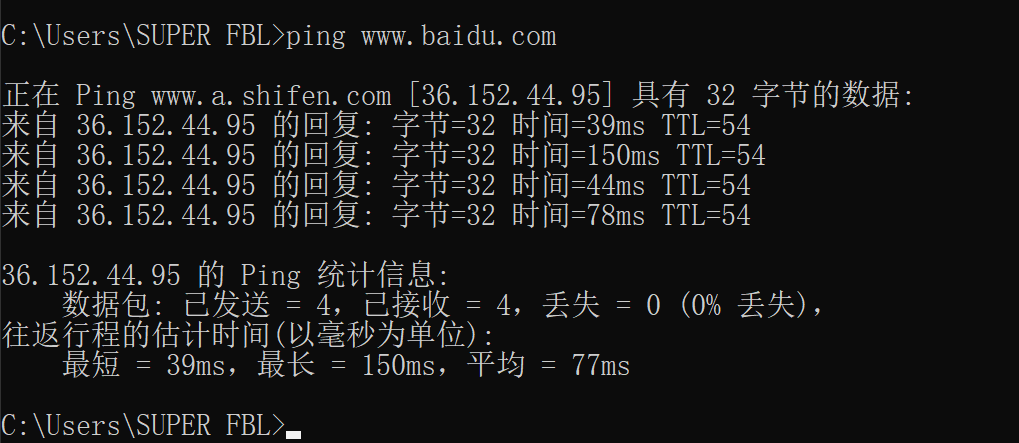 C:\Users\SUPER FBL>ping www.baidu.com
正在 Ping www.a.shifen.com [36.152.44.95] 具有 32 字节的数据:
来自 36.152.44.95 的回复: 字节=32 时间=39ms TTL=54
来自 36.152.44.95 的回复: 字节=32 时间=150ms TTL=54
来自 36.152.44.95 的回复: 字节=32 时间=44ms TTL=54
来自 36.152.44.95 的回复: 字节=32 时间=78ms TTL=54
36.152.44.95 的 Ping 统计信息:
    数据包: 已发送 = 4，已接收 = 4，丢失 = 0 (0% 丢失)，
往返行程的估计时间(以毫秒为单位):
    最短 = 39ms，最长 = 150ms，平均 = 77ms
C:\Users\SUPER FBL>